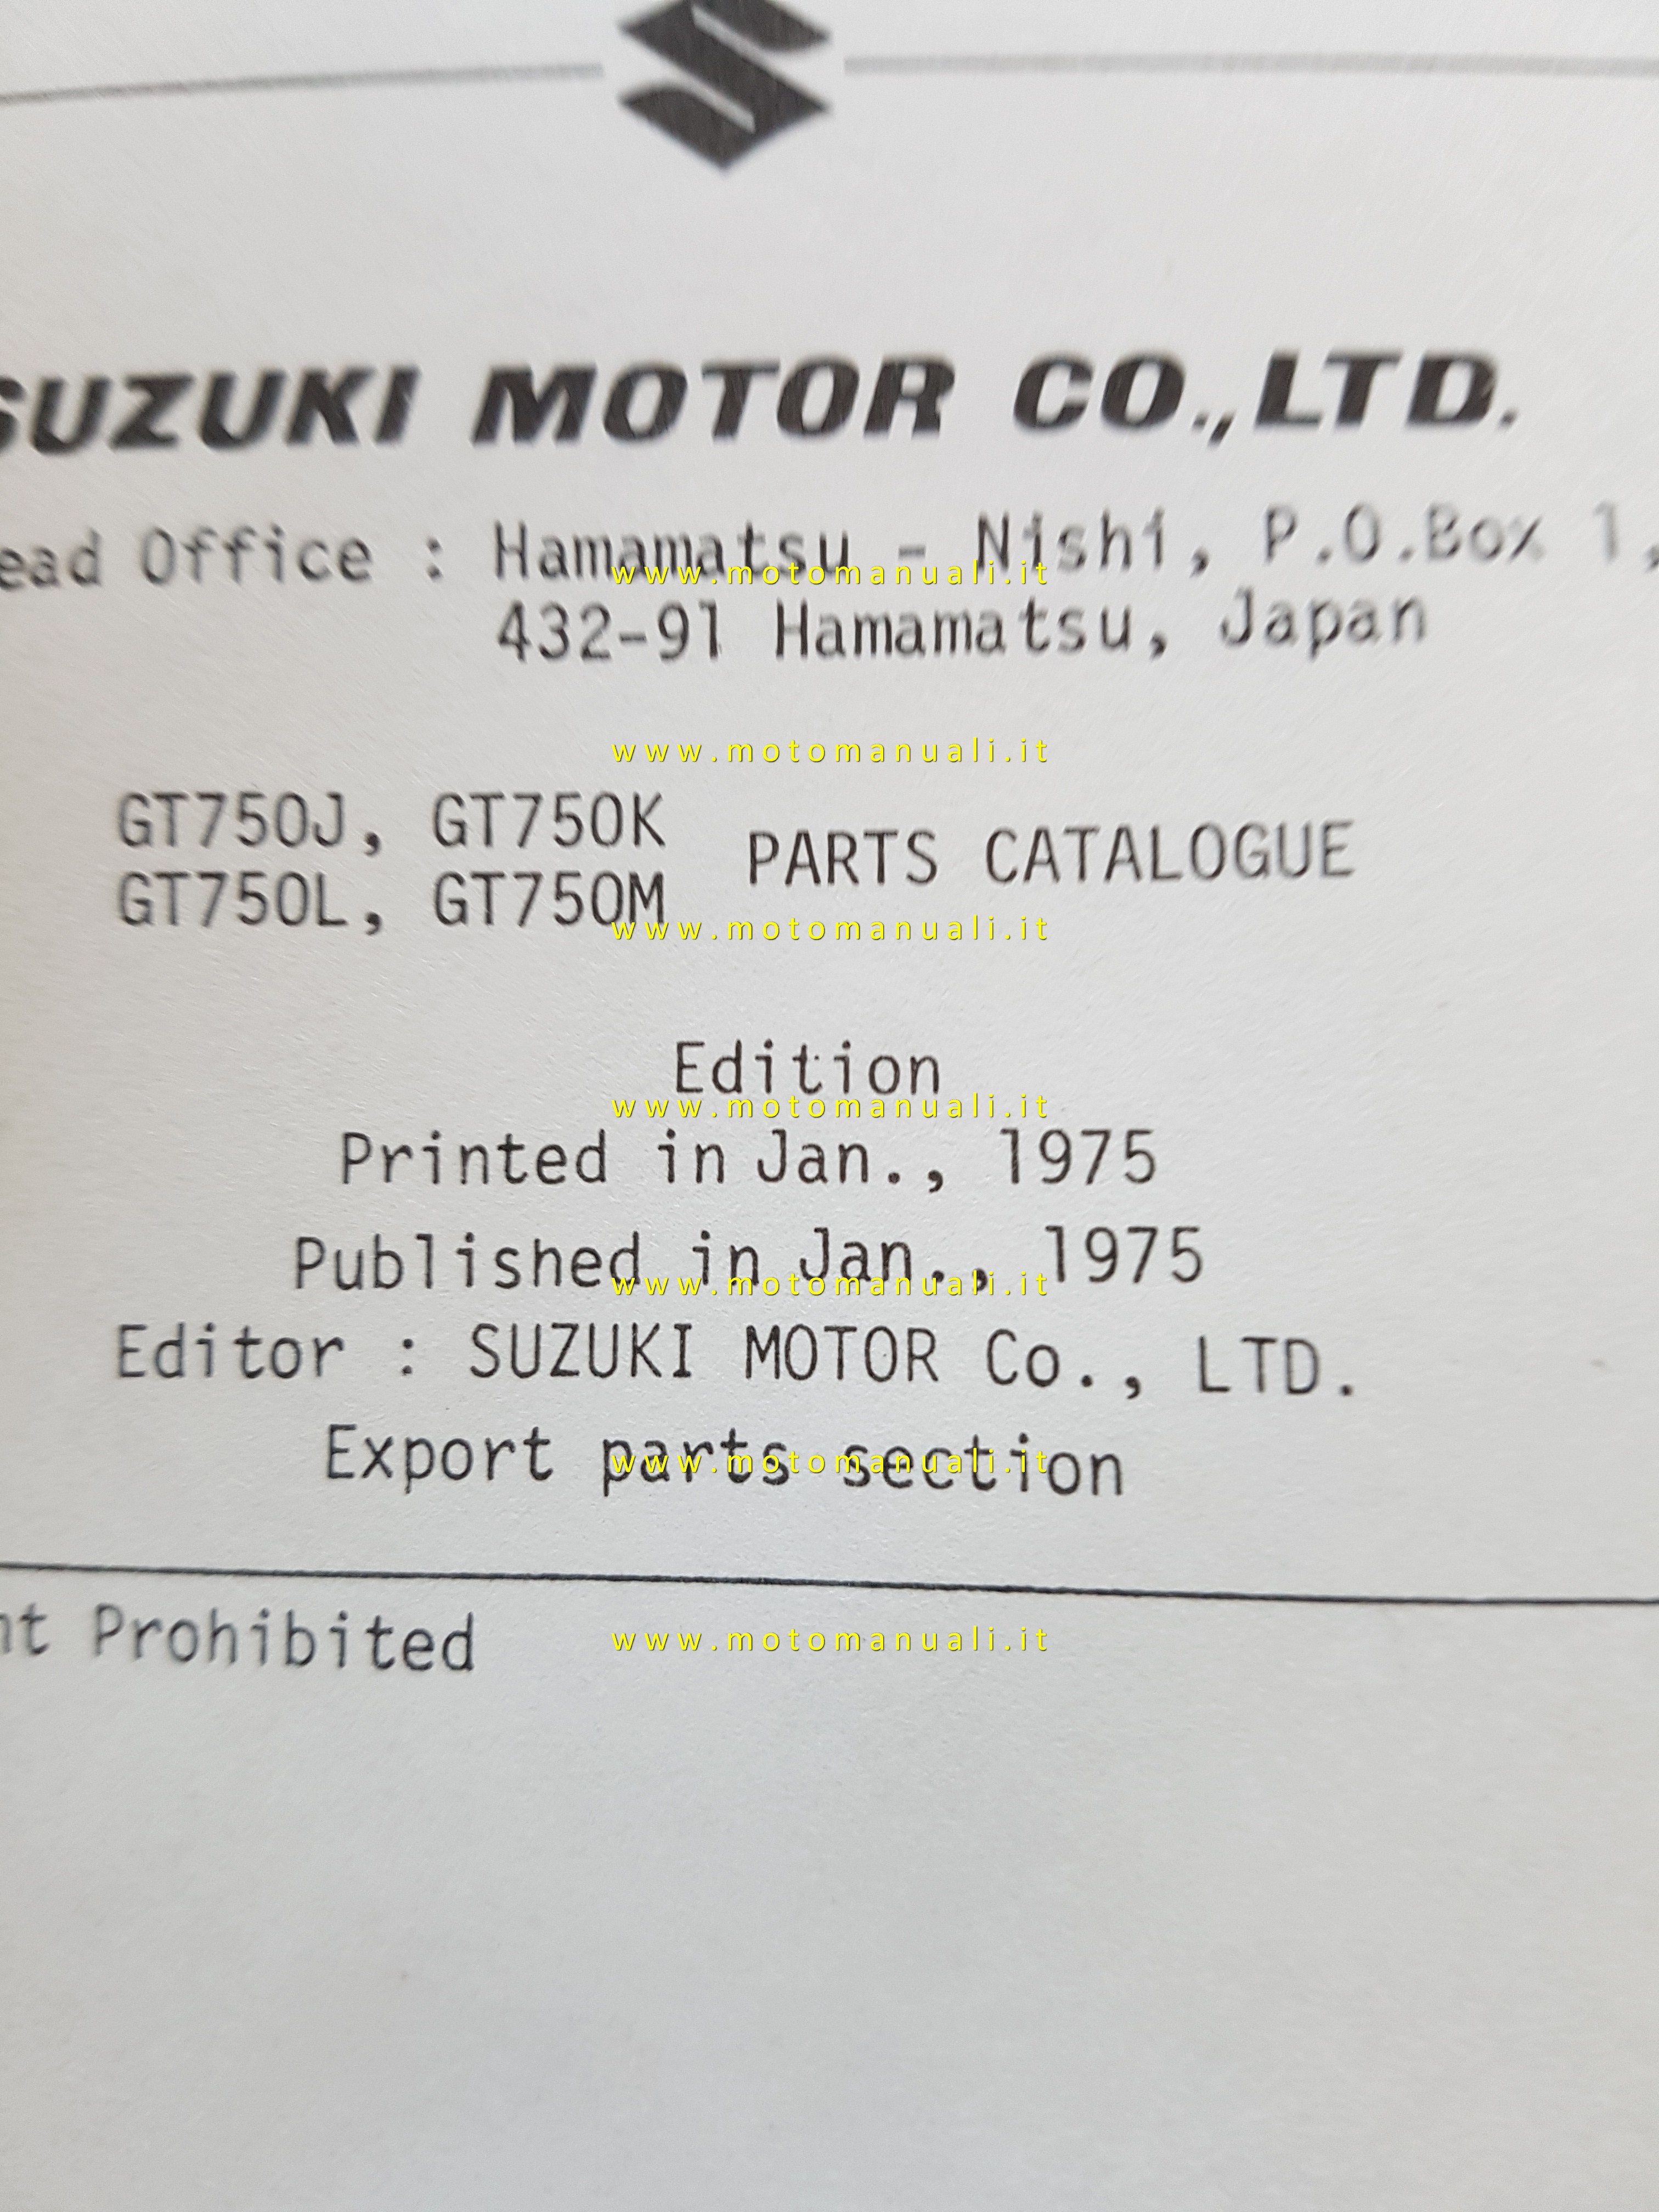 SUZUKI MOTOR CO.,LTD.
ead Office : Hamamatsu - Nishi, P.O.Box 1,
432-91 Hamamatsu, Japan
www.motomanuali.it
www.motomanuali.it
GT750J, GT750K
PARTS CATALOGUE
GT750L, GT750M
www.motomanuali.it
Edition
www.motomanuali.it
Printed in Jan., 1975
Published in Jan., 1975
www.motomanuali.it
Editor : SUZUKI MOTOR Co., LTD.
Export parts section
www.motomanuali.it
nt Prohibited
www.motomanuali.it